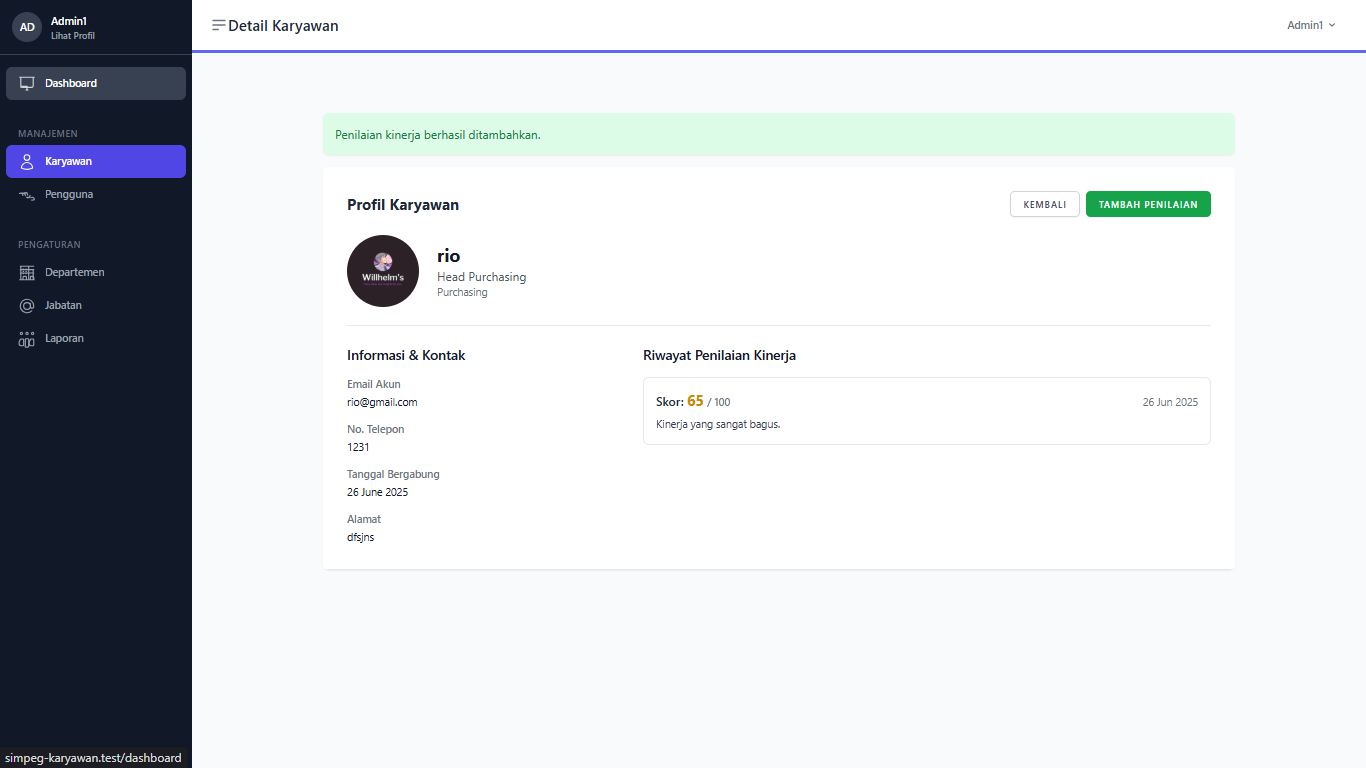 AD
Admin1
Lihat Profil
Dashboard
MANAJEMEN
Karyawan
Pengguna
PENGATURAN
Departemen
Jabatan
Laporan
simpeg-karyawan.test/dashboard
Detail Karyawan
Admin1
Penilaian kinerja berhasil ditambahkan.
Profil Karyawan
KEMBALI
TAMBAH PENILAIAN
Willhelm's
rio
Head Purchasing
Purchasing
Informasi & Kontak
Email Akun
rio@gmail.com
No. Telepon
1231
Tanggal Bergabung
26 June 2025
Alamat
dfsjns
Riwayat Penilaian Kinerja
Skor: 65 / 100
26 Jun 2025
Kinerja yang sangat bagus.